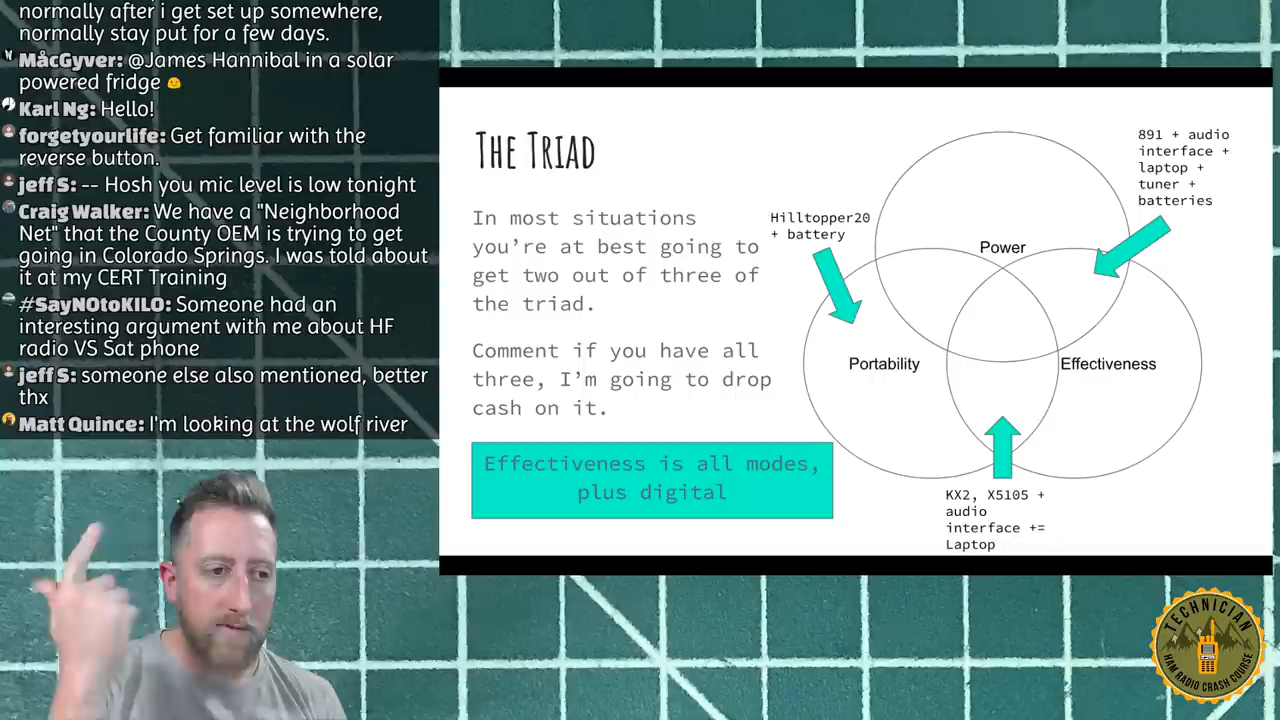 normally after i get set up somewhere,
normally stay put for a few days.
MåcGyver: @James Hannibal in a solar
powered fridge
Karl Ng: Hello!
forgetyourlife: Get familiar with the
reverse button.
jeff S: -- Hosh you mic level is low tonight
Craig Walker: We have a "Neighborhood
Net" that the County OEM is trying to get
going in Colorado Springs. I was told about
it at my CERT Training
#SayNOtoKILO: Someone had an
interesting argument with me about HF
radio VS Sat phone
jeff S: someone else also mentioned, better
thx
Matt Quince: I'm looking at the wolf river
The Triad
In most situations
you're at best going to
get two out of three of
the triad.
Comment if you have all
three, I'm going to drop
cash on it.
Effectiveness is all modes,
plus digital
Hilltopper20
+ battery
891 + audio
interface +
laptop +
tuner +
batteries
Power
Portability
Effectiveness
KX2, X5105 +
audio
interface +=
Laptop
TECHNICIAN
HAM RADIO CRASH COURSE